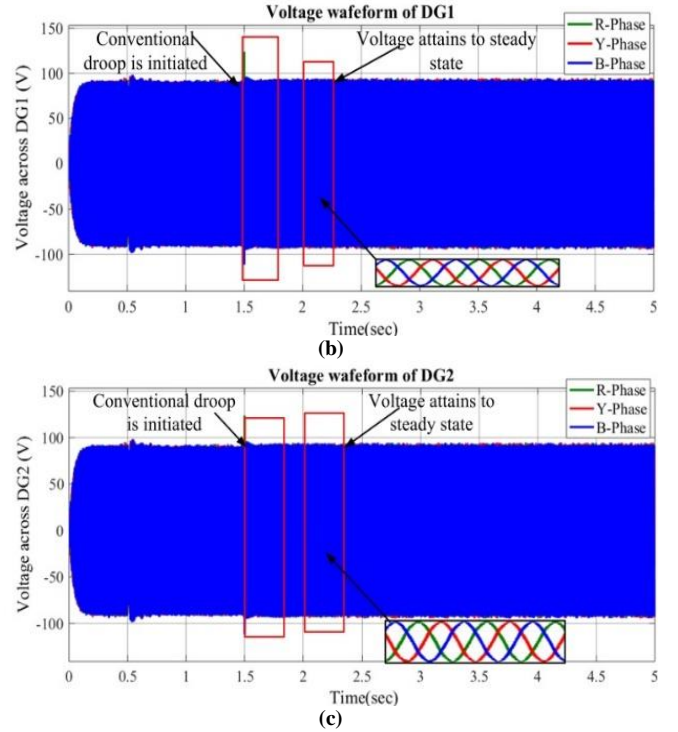 Voltage wafeform of DG1
150
100
50
0
-50
-100
Voltage across DG1 (V)
Conventional
droop is initiated
Voltage attains to steady
state
R-Phase
Y-Phase
B-Phase
0 0.5 1 1.5 2 2.5 3 3.5 4 4.5 5
Time(sec)
(b)
Voltage wafeform of DG2
150
100
50
0
-50
-100
Voltage across DG2 (V)
Conventional droop
is initiated
Voltage attains to
steady state
R-Phase
Y-Phase
B-Phase
0 0.5 1 1.5 2 2.5 3 3.5 4 4.5 5
Time(sec)
(c)